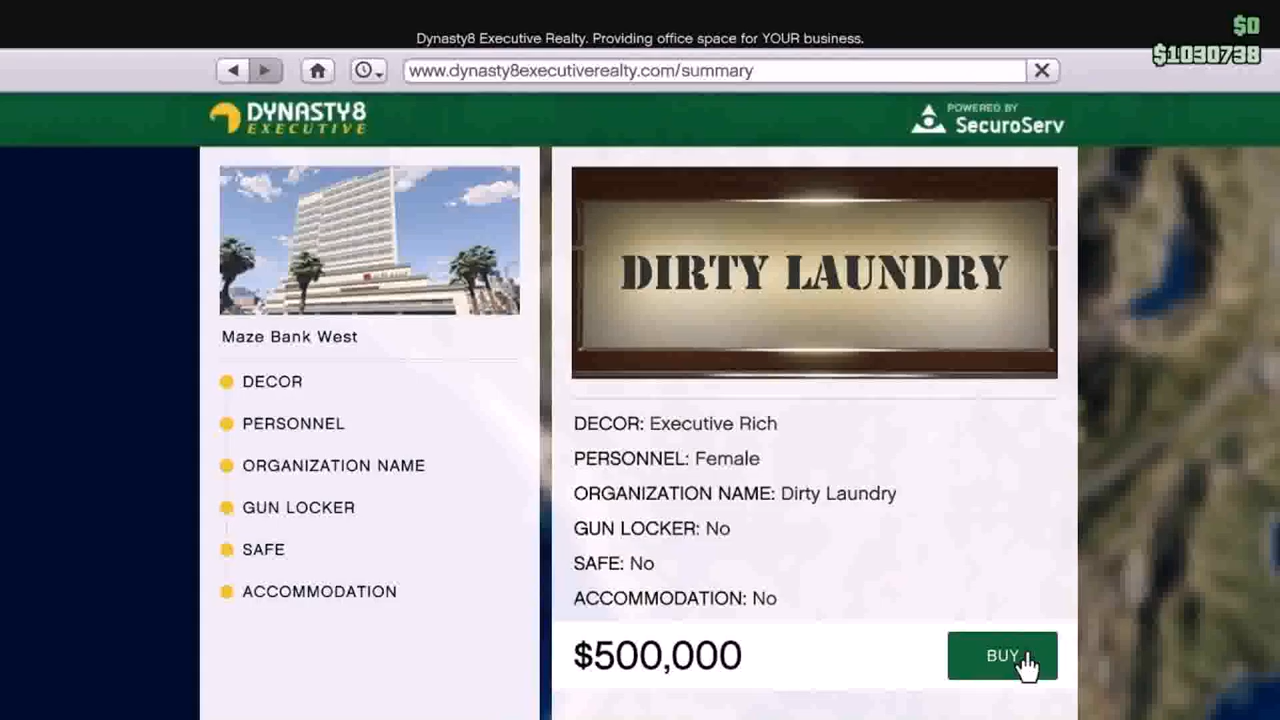 Dynasty8 Executive Realty. Providing office space for YOUR business.
$0
$1030738
www.dynasty8executiverealty.com/summary
DYNASTY8
EXECUTIVE
POWERED BY
SecuroServ
Maze Bank West
DECOR
PERSONNEL
ORGANIZATION NAME
GUN LOCKER
SAFE
ACCOMMODATION
DIRTY LAUNDRY
DECOR: Executive Rich
PERSONNEL: Female
ORGANIZATION NAME: Dirty Laundry
GUN LOCKER: No
SAFE: No
ACCOMMODATION: No
$500,000
BUY